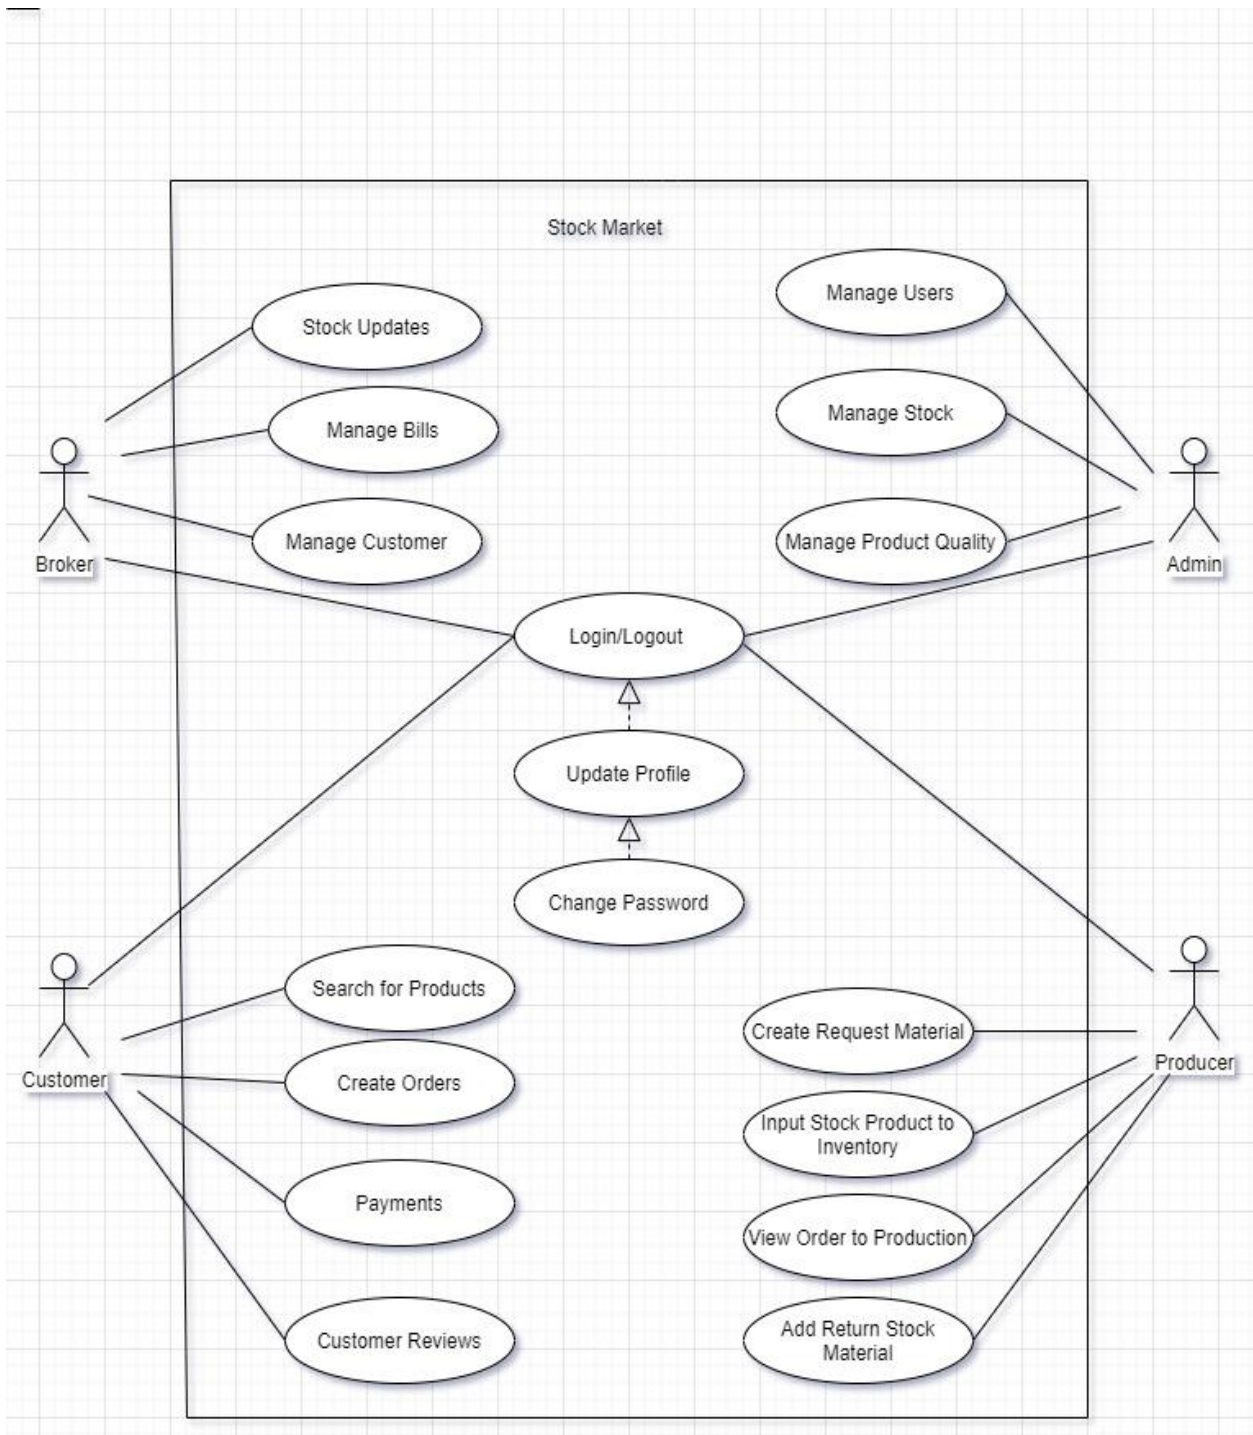 Stock Market
Manage Users
Stock Updates
Manage Stock
Manage Bills
Manage Customer
Manage Product Quality
Broker
Admin
Login/Logout
Update Profile
Change Password
Search for Products
Create Request Material
Customer
Producer
Create Orders
Input Stock Product to
Inventory
Payments
View Order to Production
Customer Reviews
Add Return Stock
Material